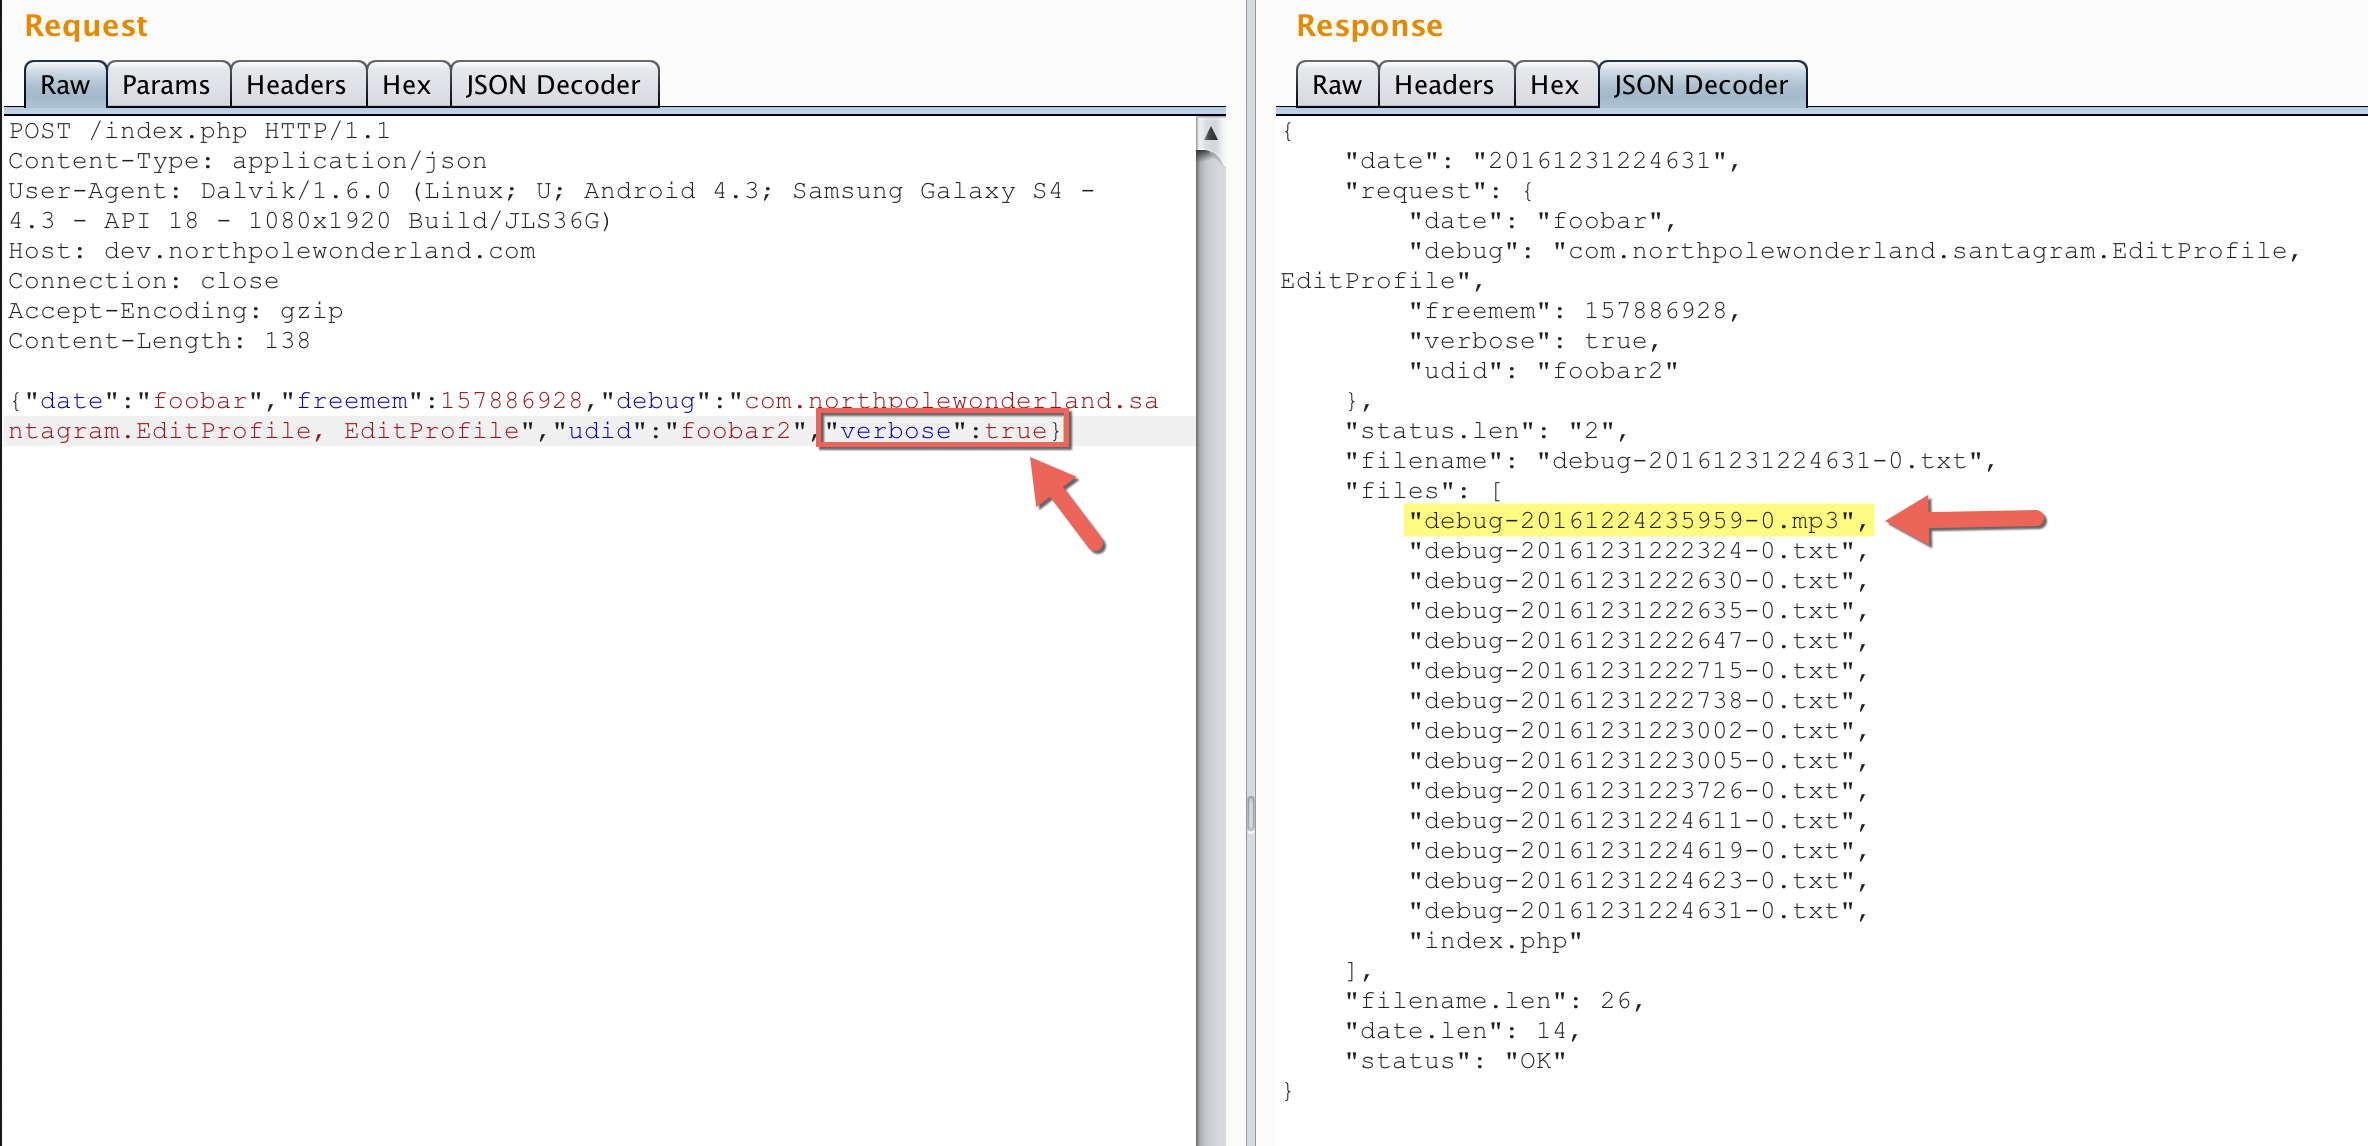 Request
Raw Params Headers Hex JSON Decoder
POST /index.php HTTP/1.1
Content-Type: application/json
User-Agent: Dalvik/1.6.0 (Linux; U; Android 4.3; Samsung Galaxy S4 -
4.3 - API 18 - 1080x1920 Build/JLS36G)
Host: dev.northpolewonderland.com
Connection: close
Accept-Encoding: gzip
Content-Length: 138
{"date":"foobar","freemem":157886928,"debug":"com.northpolewonderland.sa
ntagram.EditProfile, EditProfile","udid":"foobar2","verbose":true}
Response
Raw Headers Hex JSON Decoder
{
"date": "20161231224631",
"request": {
"date": "foobar",
"debug": "com.northpolewonderland.santagram.EditProfile,
EditProfile",
"freemem": 157886928,
"verbose": true,
"udid": "foobar2"
},
"status.len": "2",
"filename": "debug-20161231224631-0.txt",
"files": [
"debug-20161224235959-0.mp3",
"debug-20161231222324-0.txt",
"debug-20161231222630-0.txt",
"debug-20161231222635-0.txt",
"debug-20161231222647-0.txt",
"debug-20161231222715-0.txt",
"debug-20161231222738-0.txt",
"debug-20161231223002-0.txt",
"debug-20161231223005-0.txt",
"debug-20161231223726-0.txt",
"debug-20161231224611-0.txt",
"debug-20161231224619-0.txt",
"debug-20161231224623-0.txt",
"debug-20161231224631-0.txt",
"index.php"
],
"filename.len": 26,
"date.len": 14,
"status": "OK"
}